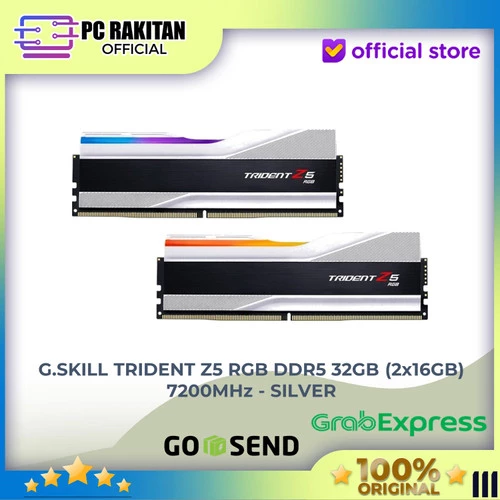 PC RAKITAN
OFFICIAL
official store
TRIDENT Z5
RGB
TRIDENT Z5
RGB
G.SKILL TRIDENT Z5 RGB DDR5 32GB (2x16GB)
7200MHz - SILVER
GrabExpress
GO SEND
100%
ORIGINAL